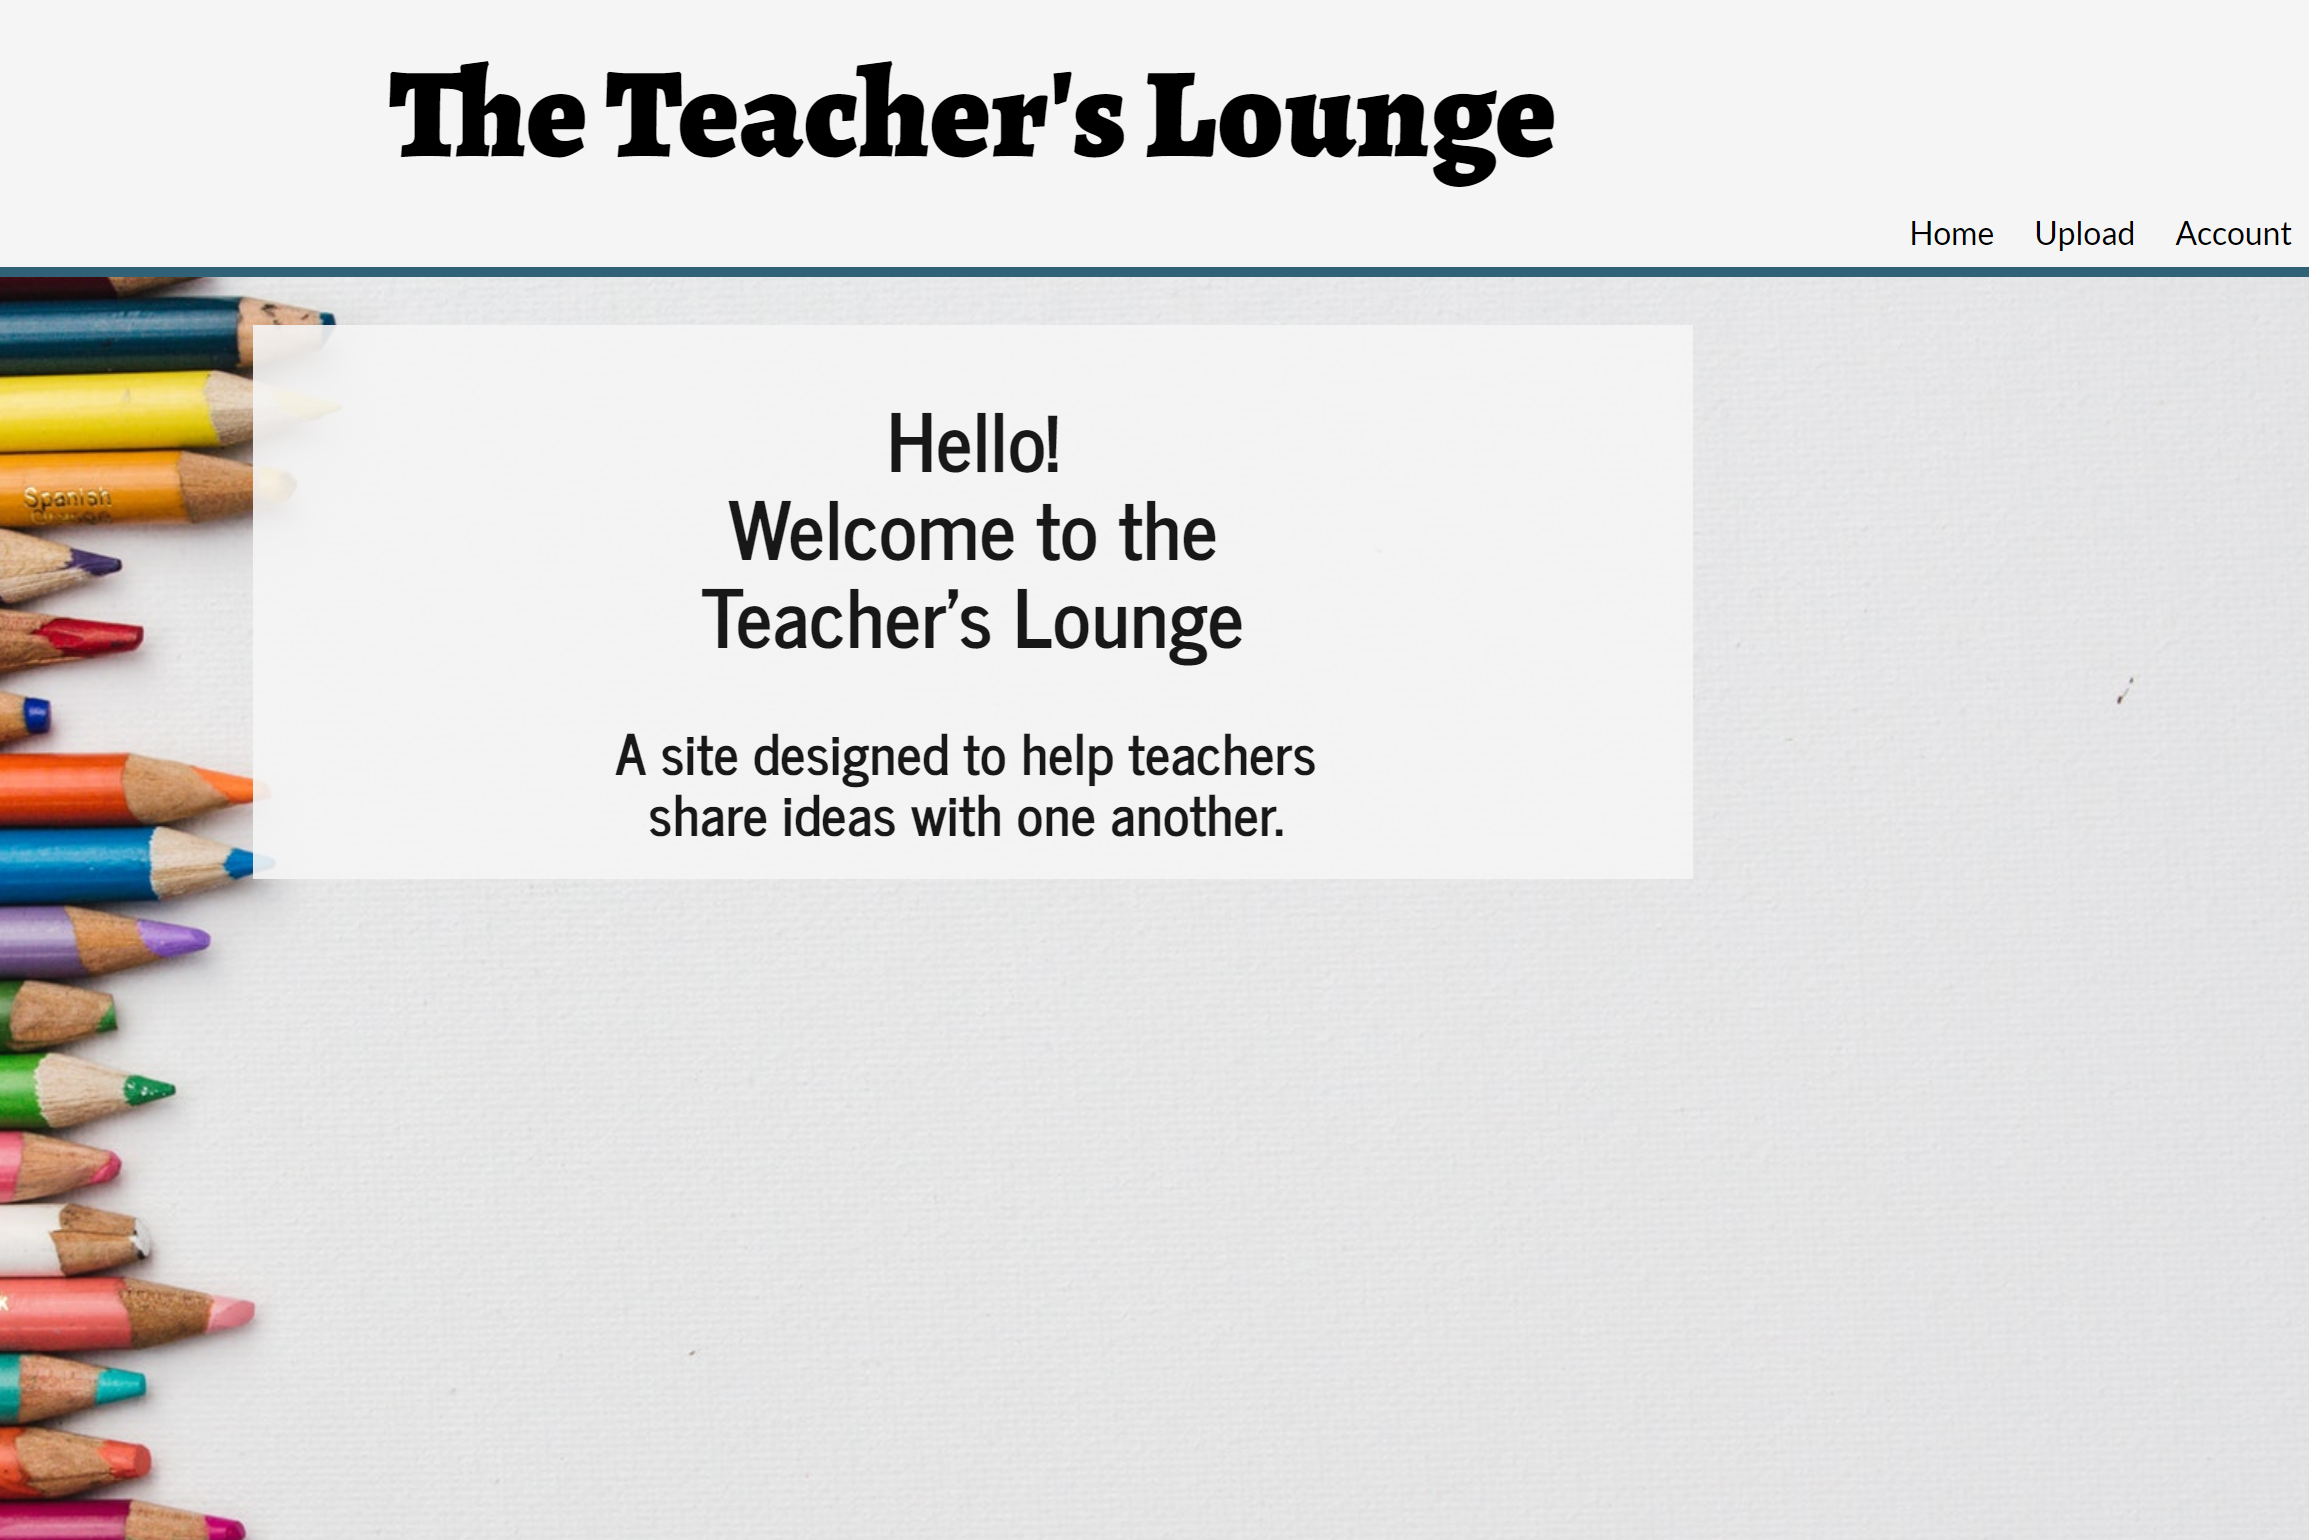 The Teacher's Lounge
Home Upload Account
Spanish
Hello!
Welcome to the
Teacher’s Lounge
A site designed to help teachers
share ideas with one another.